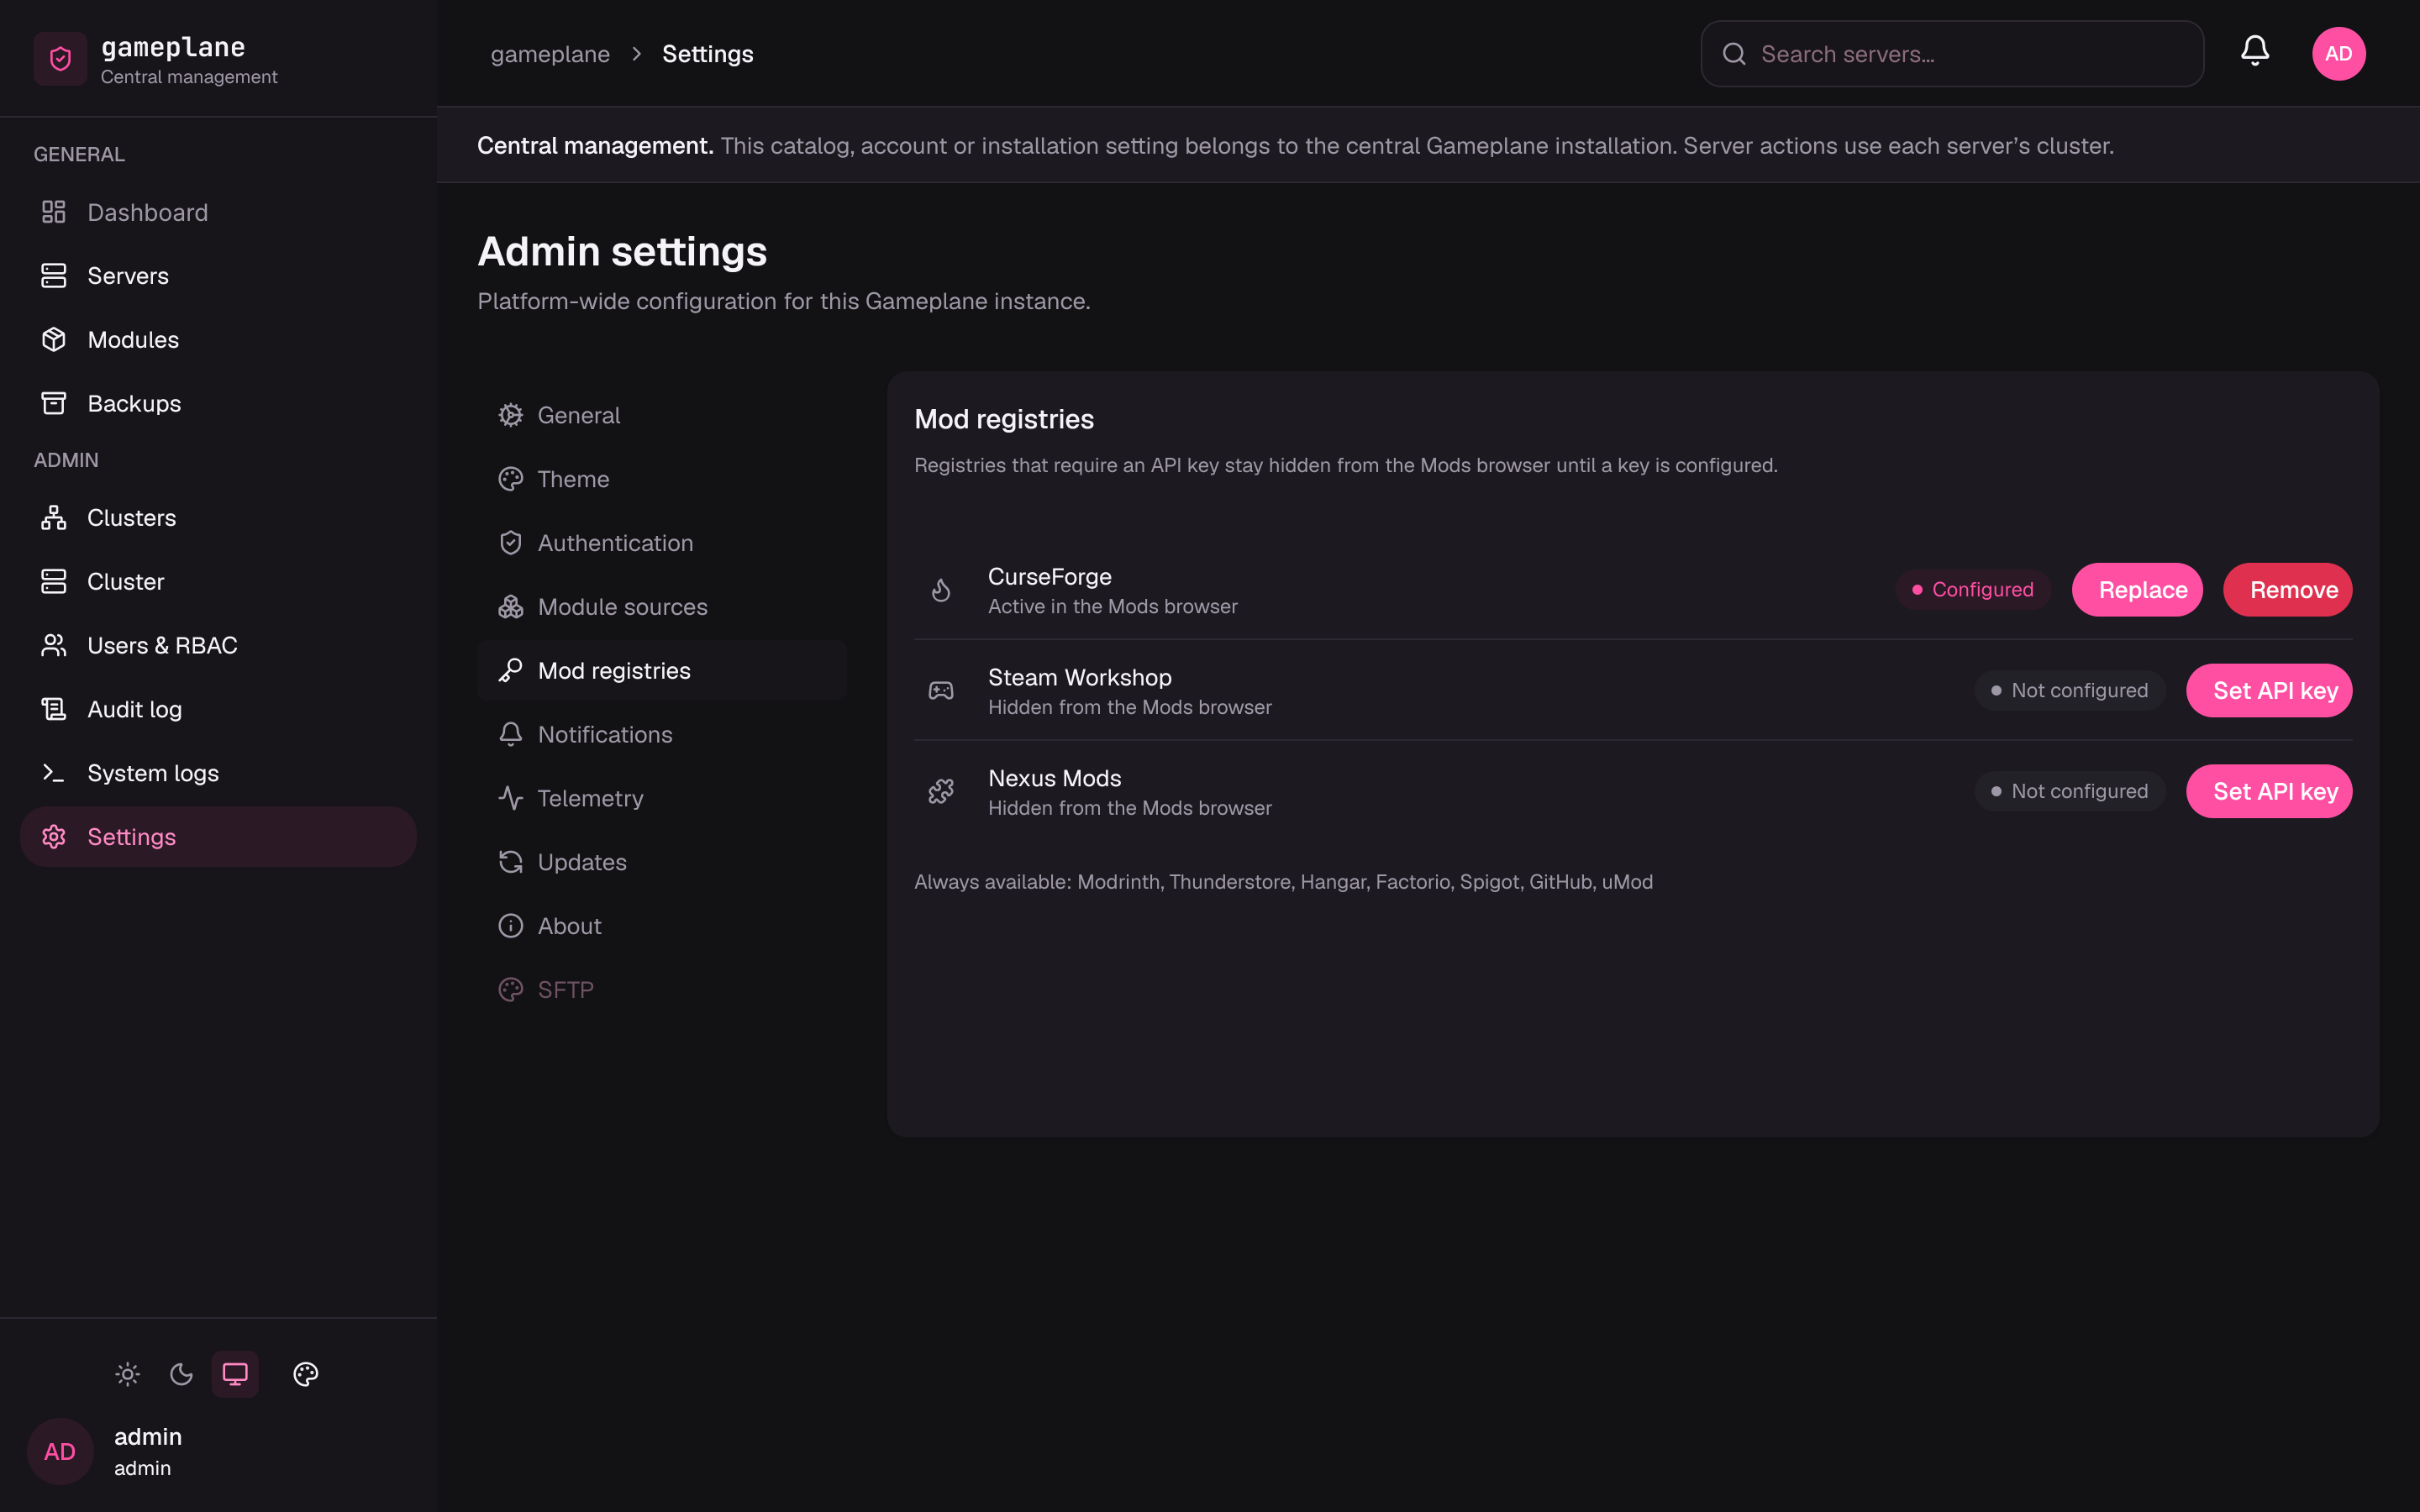 gameplane
Central management
GENERAL
Dashboard
Servers
Modules
Backups
ADMIN
Clusters
Cluster
Users & RBAC
Audit log
System logs
Settings
AD
admin
admin
gameplane > Settings
Search servers...
AD
Central management. This catalog, account or installation setting belongs to the central Gameplane installation. Server actions use each server’s cluster.
Admin settings
Platform-wide configuration for this Gameplane instance.
General
Theme
Authentication
Module sources
Mod registries
Notifications
Telemetry
Updates
About
SFTP
Mod registries
Registries that require an API key stay hidden from the Mods browser until a key is configured.
CurseForge
Active in the Mods browser
Configured
Replace
Remove
Steam Workshop
Hidden from the Mods browser
Not configured
Set API key
Nexus Mods
Hidden from the Mods browser
Not configured
Set API key
Always available: Modrinth, Thunderstore, Hangar, Factorio, Spigot, GitHub, uMod